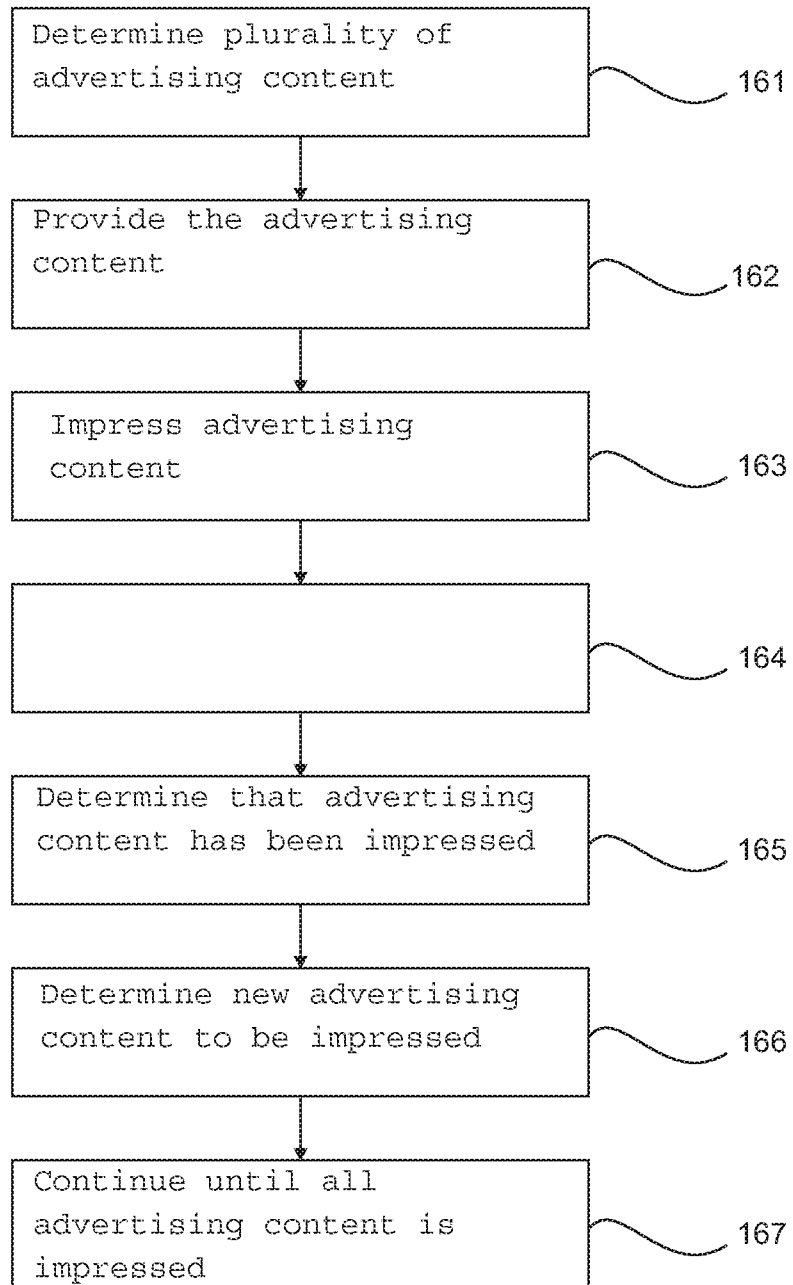 Determine plurality of
advertising content
161
Provide the advertising
content
162
Impress advertising
content
163
164
Determine that advertising
content has been impressed
165
Determine new advertising
content to be impressed
166
Continue until all
advertising content is
impressed
167